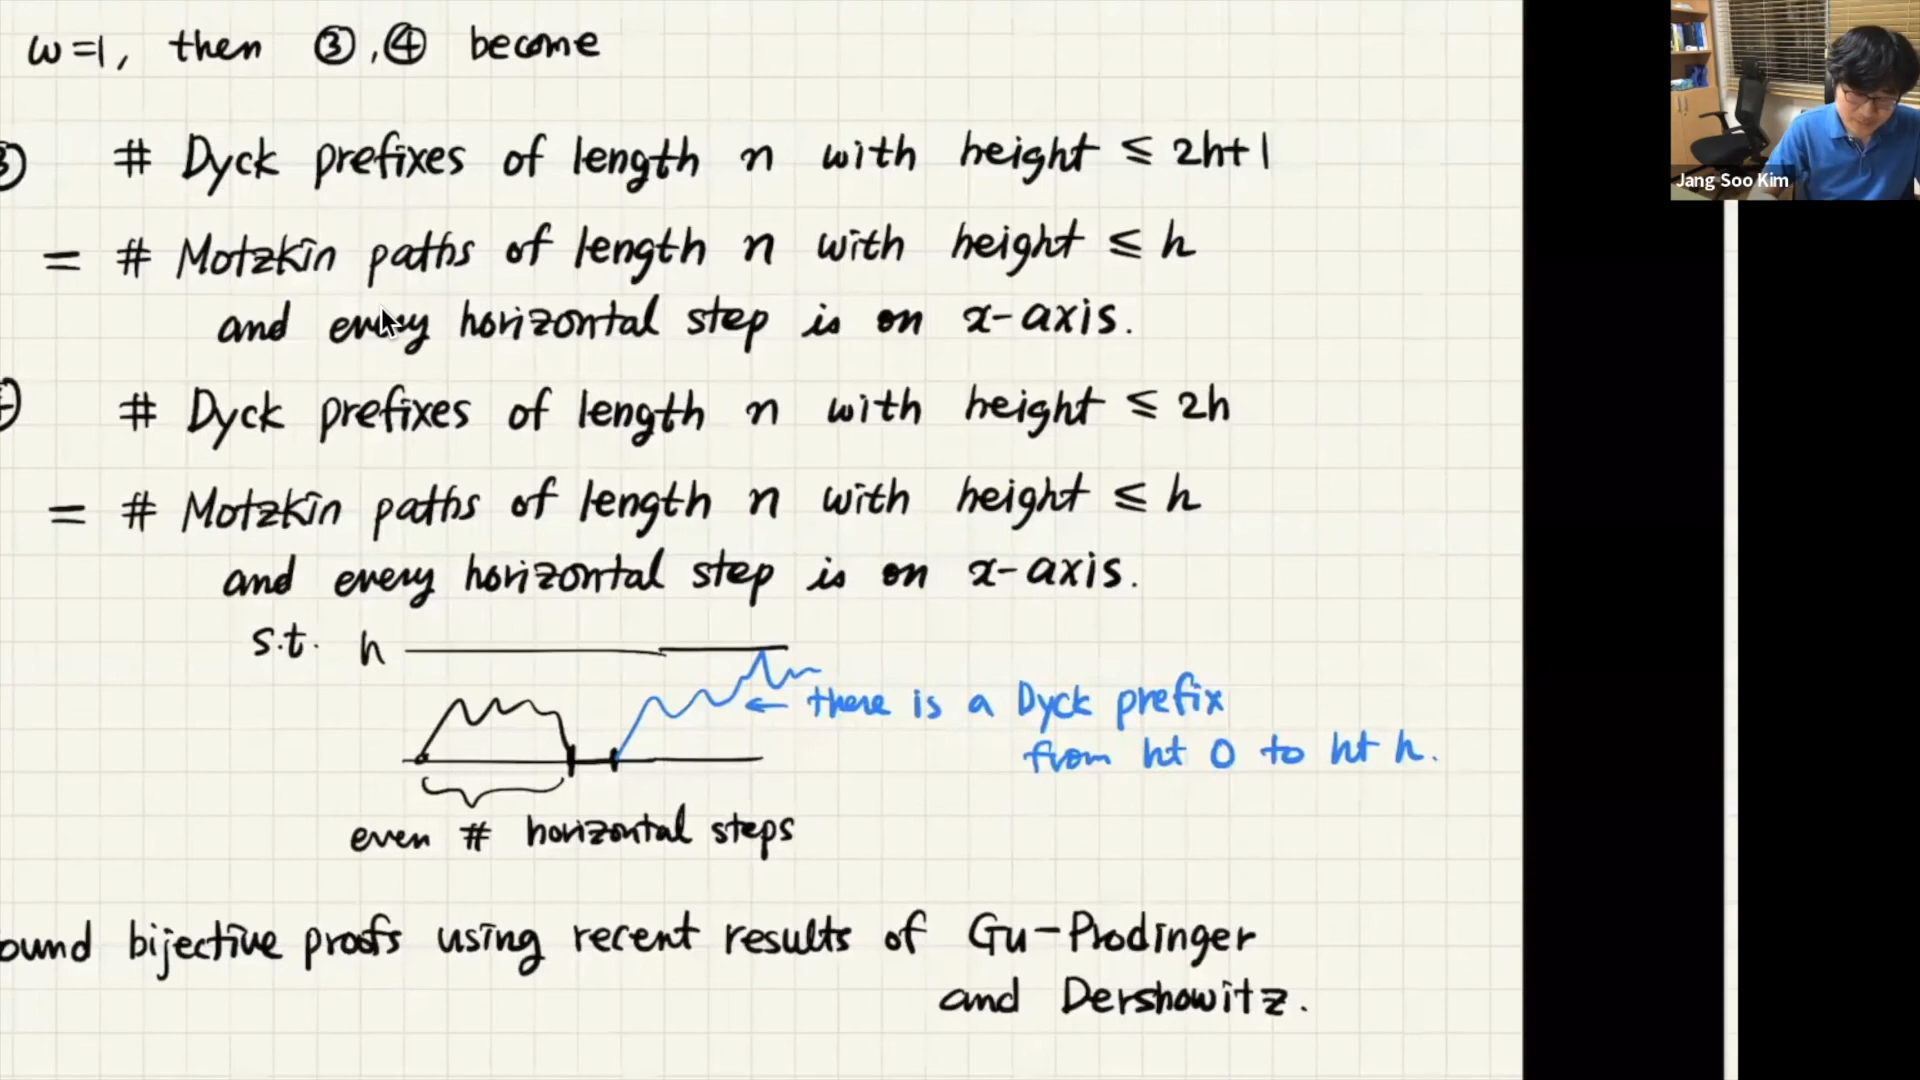 w=1, then ③,④ become
③ # Dyck prefixes of length n with height ≤ 2h+1
= # Motzkin paths of length n with height ≤ h
and every horizontal step is on x-axis.
# Dyck prefixes of length n with height ≤ 2h
= # Motzkin paths of length n with height ≤ h
and every horizontal step is on x-axis.
s.t. h
← there is a Dyck prefix
from ht 0 to ht h.
even # horizontal steps
ound bijective proofs using recent results of Gu-Prodinger
and Dershowitz.
Jang Soo Kim